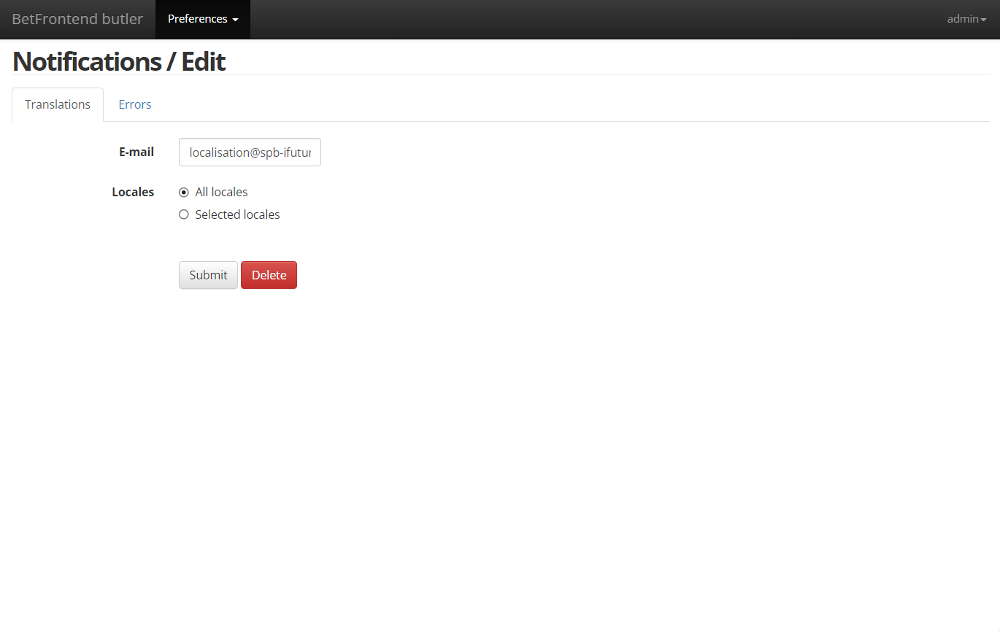 BetFrontend butler Preferences admin
Notifications / Edit
Translations Errors
E-mail localisation@spb-ifutur
Locales All locales
Selected locales
Submit Delete